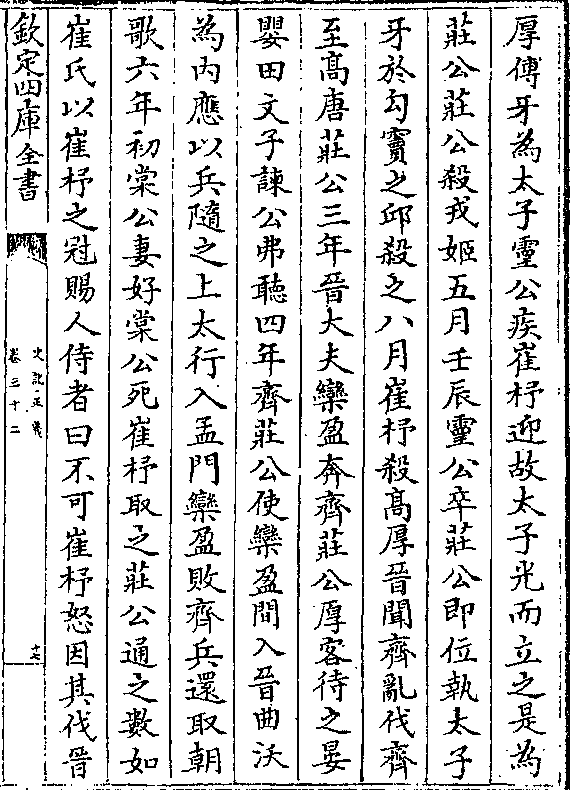 厚傅牙為太子靈公疾崔杼迎故太子光而立之是為
莊公莊公殺戎姬五月壬辰靈公卒莊公即位執太子
牙於勾竇之邱殺之八月崔杼殺高厚晉聞齊亂伐齊
至高唐莊公三年晉大夫欒盈奔齊莊公厚客待之晏
嬰田文子諫公弗聽四年齊莊公使欒盈間入晉曲沃
為内應以兵隨之上太行入孟門欒盈敗齊兵還取朝
歌六年初棠公妻好棠公死崔杼取之莊公通之數如
崔氏以崔杼之冠賜人侍者曰不可崔杼怒因其伐晉
欽定四庫全書
史記正義
卷三十二
十七